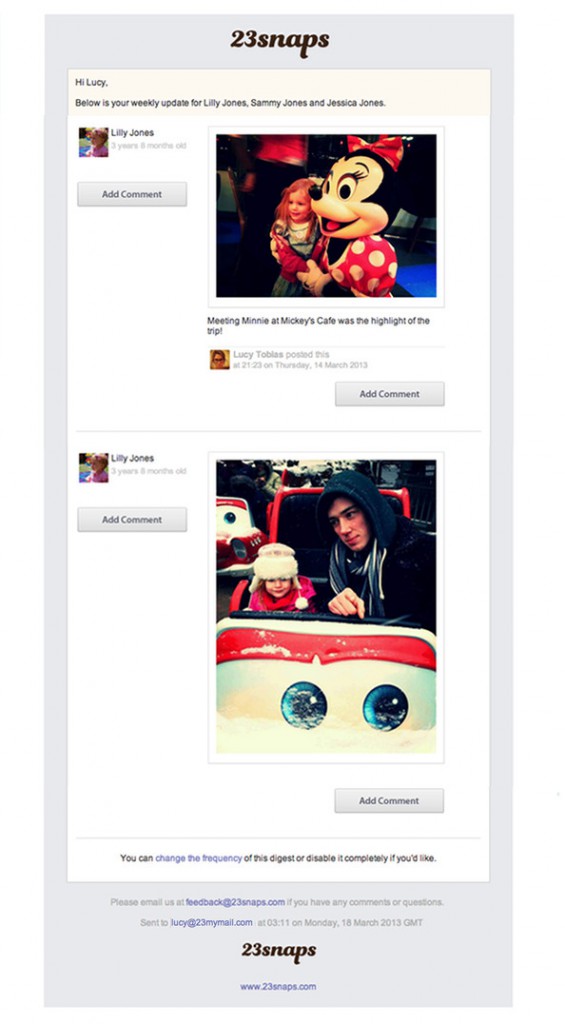 23snaps
Hi Lucy,
Below is your weekly update for Lilly Jones, Sammy Jones and Jessica Jones.
Lilly Jones
3 years 8 months old
Add Comment
Meeting Minnie at Mickey's Cafe was the highlight of the
trip!
Lucy Tobias posted this
at 21:23 on Thursday, 14 March 2013
Add Comment
Lilly Jones
3 years 8 months old
Add Comment
Add Comment
You can change the frequency of this digest or disable it completely if you'd like.
Please email us at feedback@23snaps.com if you have any comments or questions.
Sent to lucy@23mymail.com at 03:11 on Monday, 18 March 2013 GMT
23snaps
www.23snaps.com